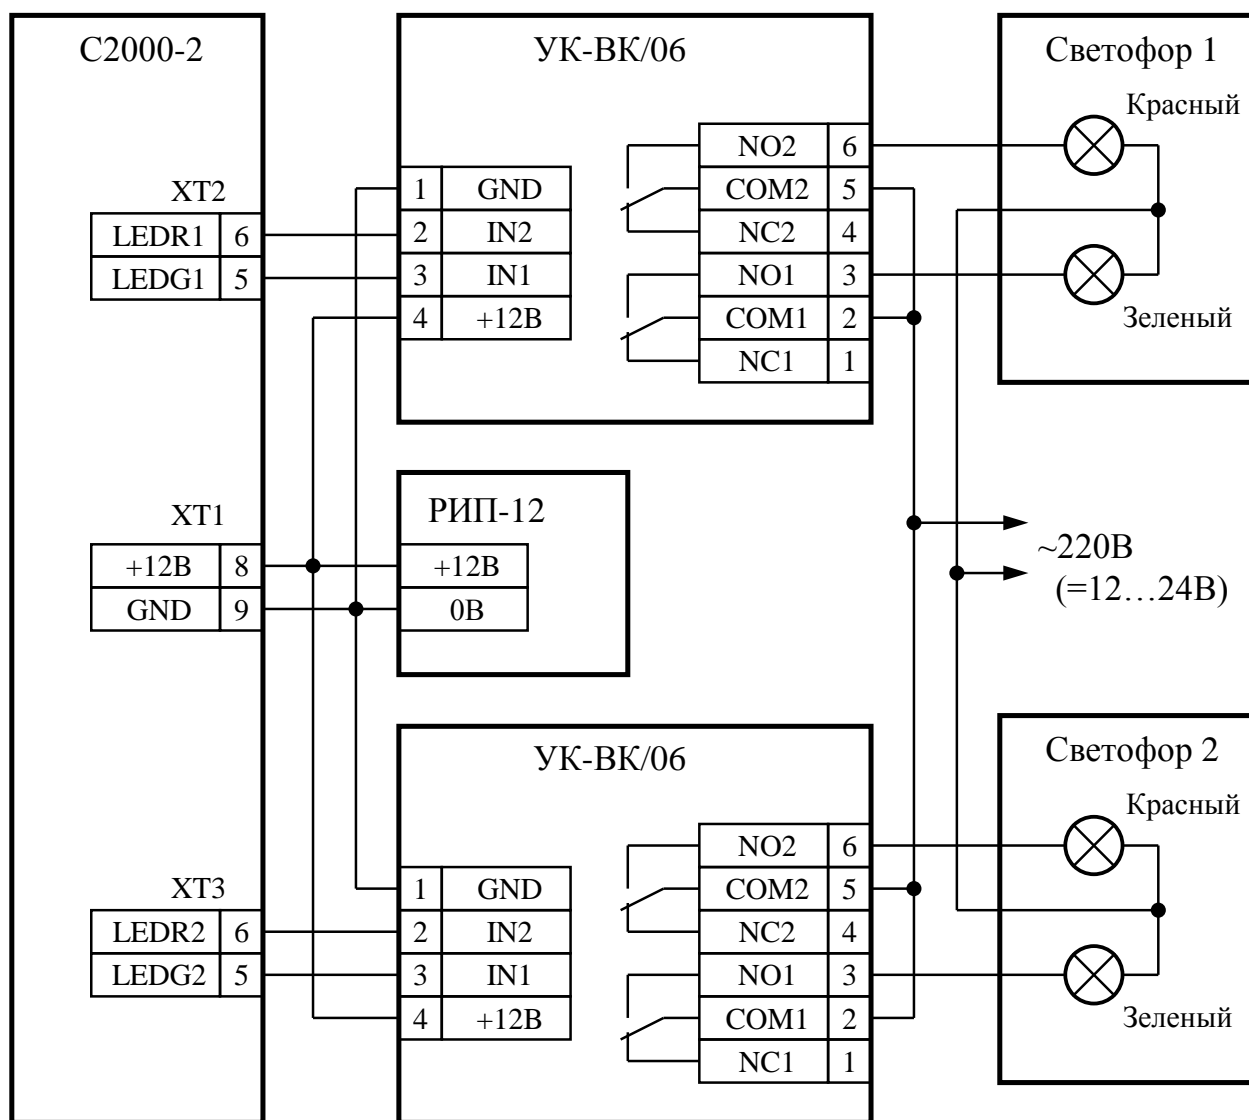 С2000-2
XT2
LEDR1 6
LEDG1 5
XT1
+12В 8
GND 9
XT3
LEDR2 6
LEDG2 5
УК-ВК/06
1 GND
2 IN2
3 IN1
4 +12В
NO2 6
COM2 5
NC2 4
NO1 3
COM1 2
NC1 1
РИП-12
+12В
0В
УК-ВК/06
1 GND
2 IN2
3 IN1
4 +12В
NO2 6
COM2 5
NC2 4
NO1 3
COM1 2
NC1 1
Светофор 1
Красный
Зеленый
~220В
(=12…24В)
Светофор 2
Красный
Зеленый